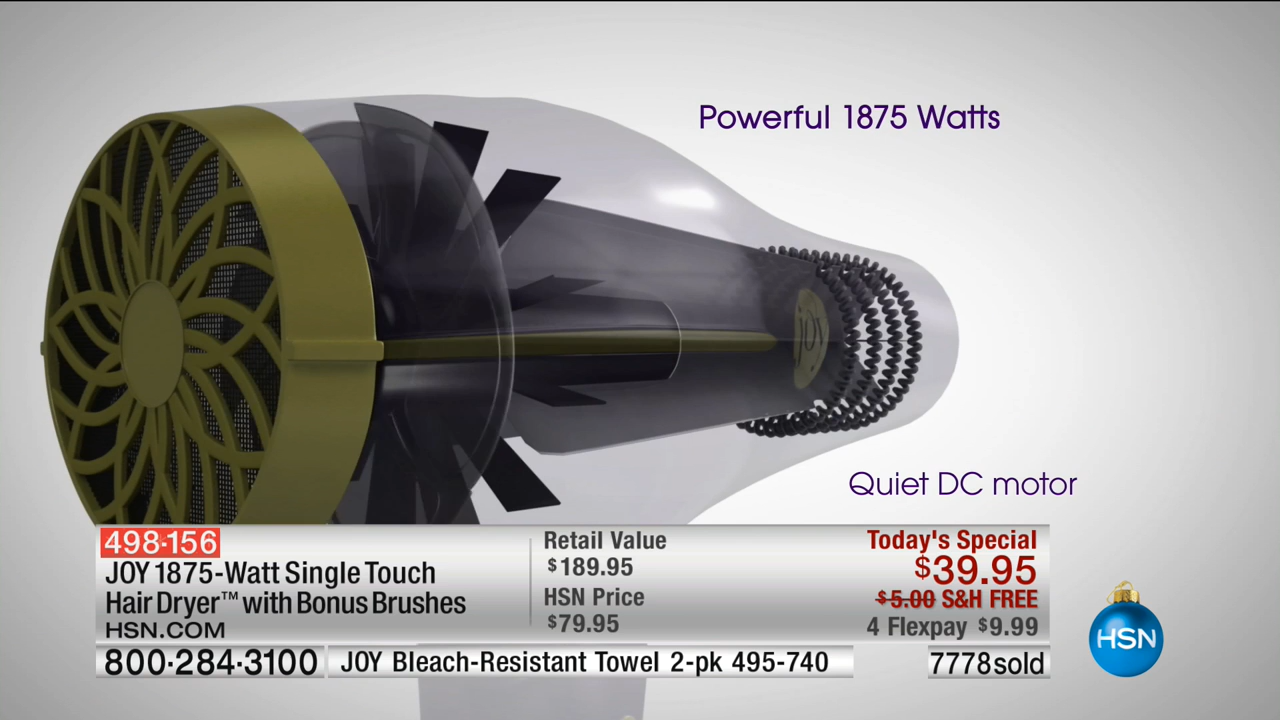 Powerful 1875 Watts
joy
Quiet DC motor
498·156
JOY 1875-Watt Single Touch
Hair Dryer™ with Bonus Brushes
HSN.COM
Retail Value
$189.95
HSN Price
$79.95
Today's Special
$39.95
$5.00 S&H FREE
4 Flexpay $9.99
800·284·3100
JOY Bleach-Resistant Towel 2-pk 495-740
7778 sold
HSN